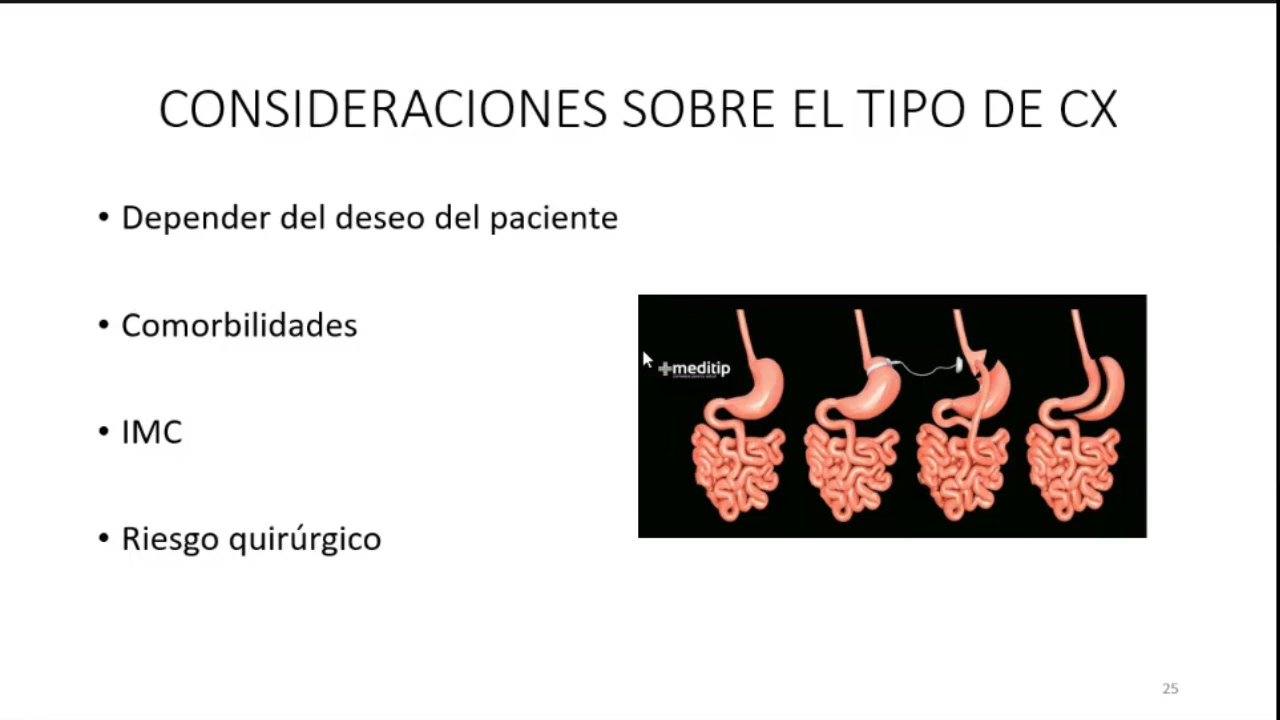 CONSIDERACIONES SOBRE EL TIPO DE CX
• Depender del deseo del paciente
• Comorbilidades
• IMC
• Riesgo quirúrgico
meditip
25